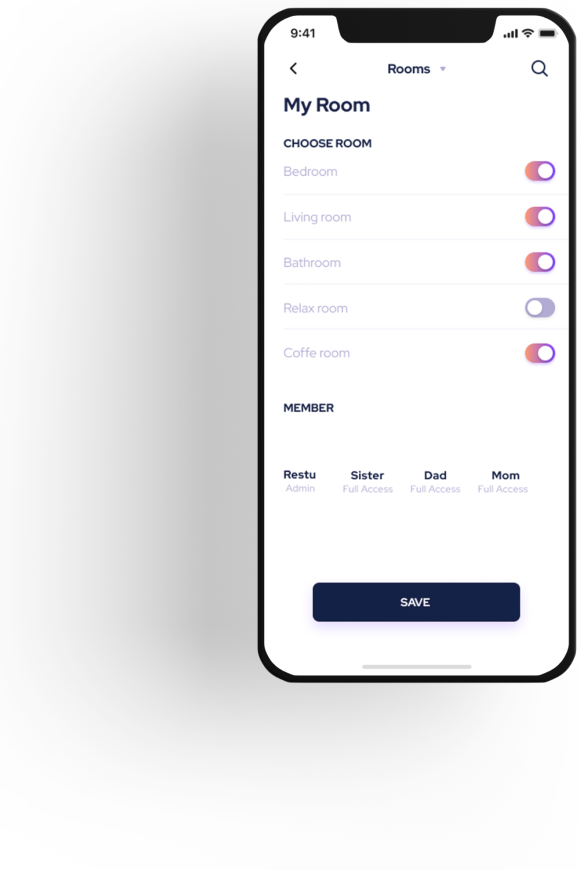 9:41
Rooms
My Room
CHOOSE ROOM
Bedroom
Living room
Bathroom
Relax room
Coffe room
MEMBER
Restu Sister Dad Mom
Admin Full Access Full Access Full Access
SAVE